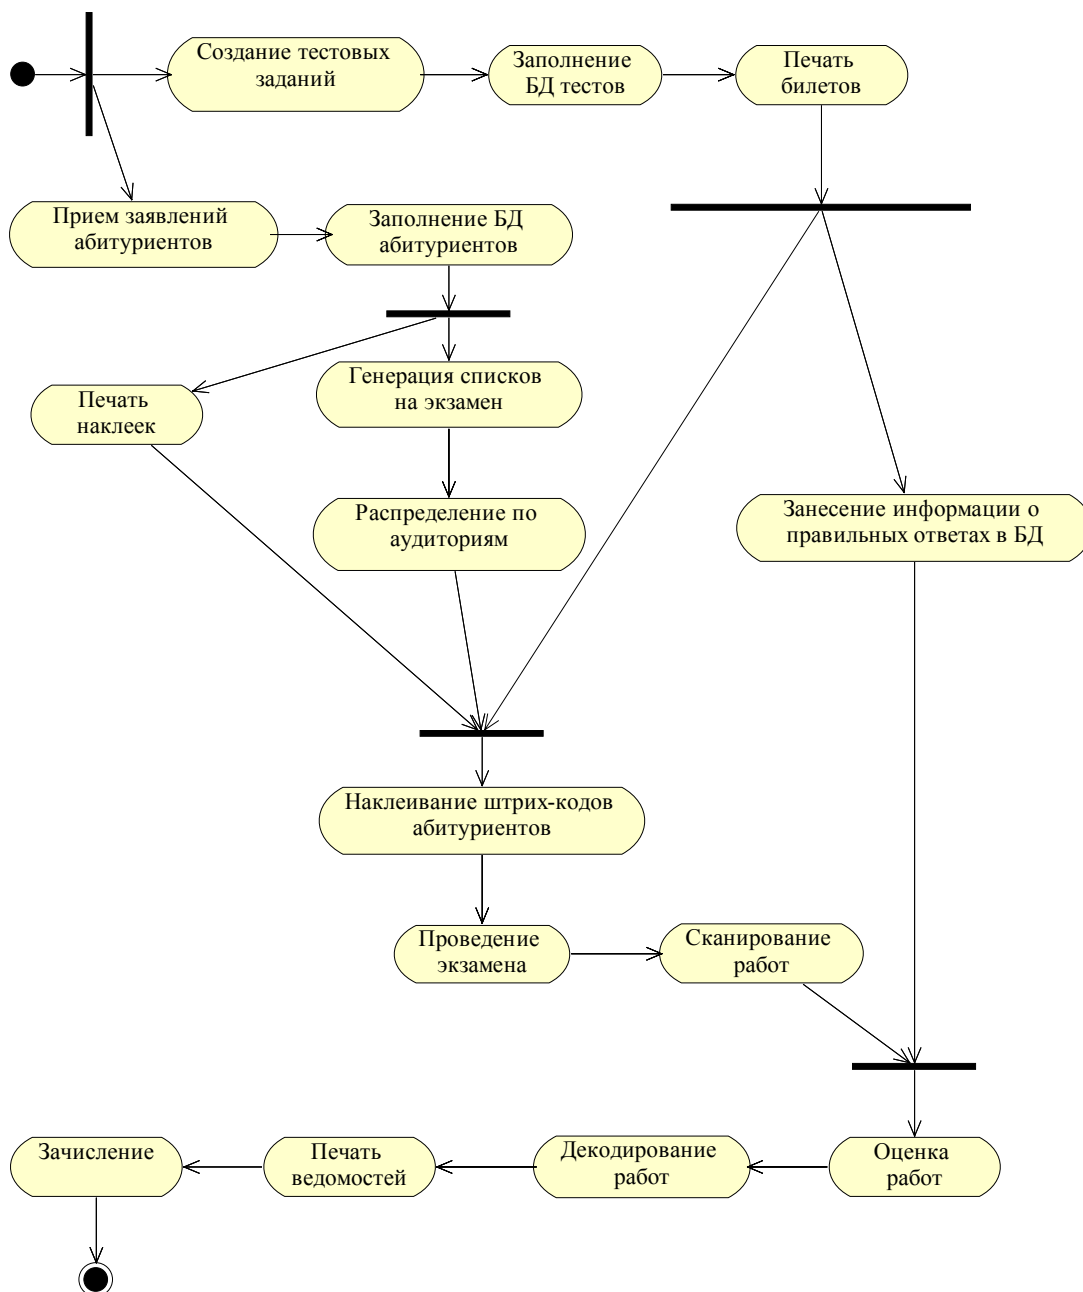 Создание тестовых
заданий
Заполнение
БД тестов
Печать
билетов
Прием заявлений
абитуриентов
Заполнение БД
абитуриентов
Генерация списков
на экзамен
Печать
наклеек
Распределение по
аудиториям
Занесение информации о
правильных ответах в БД
Наклеивание штрих-кодов
абитуриентов
Проведение
экзамена
Сканирование
работ
Зачисление
Печать
ведомостей
Декодирование
работ
Оценка
работ